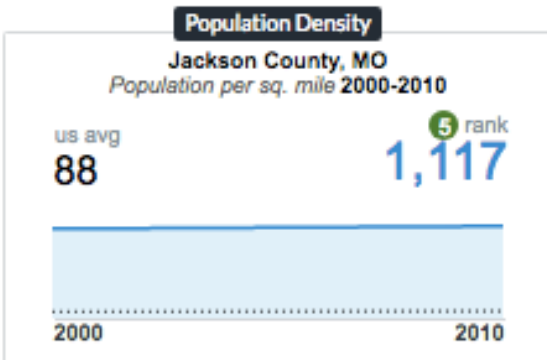 Population Density
Jackson County, MO
Population per sq. mile 2000-2010
us avg
88
5 rank
1,117
2000
2010